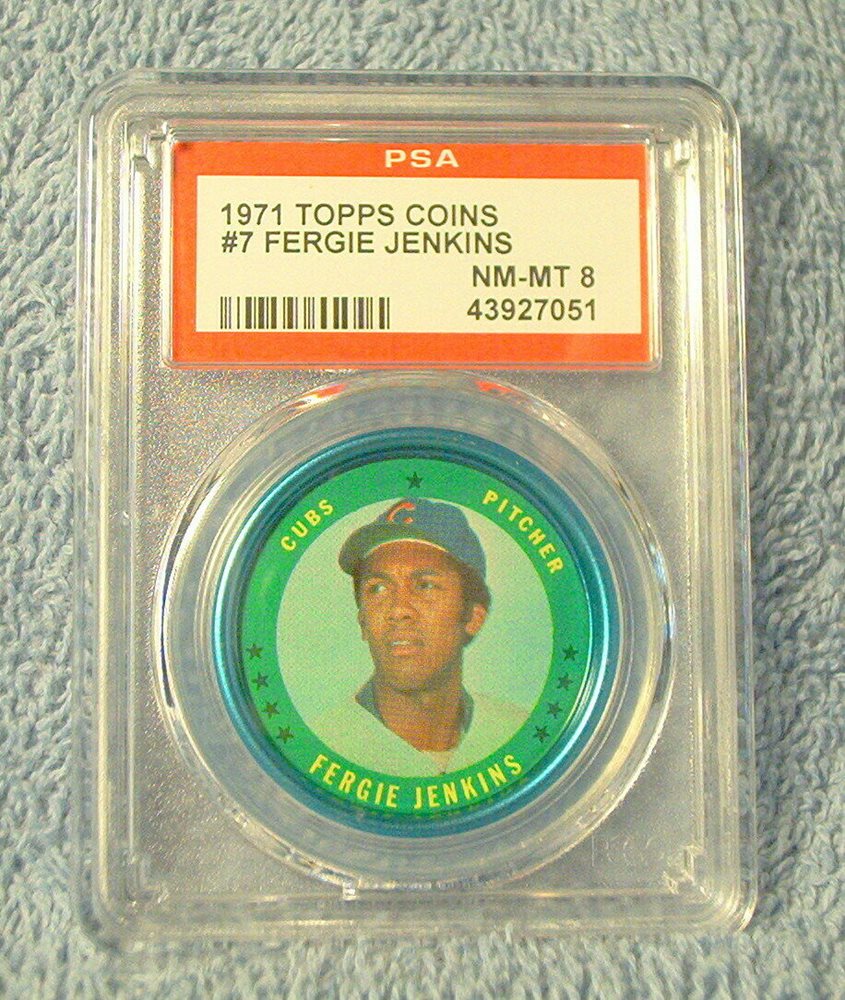 PSA
1971 TOPPS COINS
#7 FERGIE JENKINS
NM-MT 8
43927051
CUBS
PITCHER
C
FERGIE JENKINS